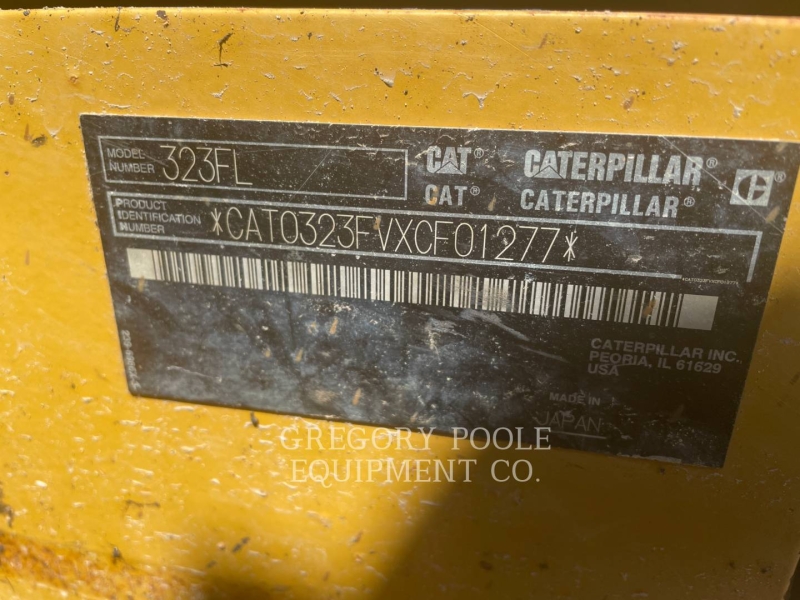 MODEL NUMBER 323FL
CAT® CATERPILLAR®
CAT® CATERPILLAR®
PRODUCT IDENTIFICATION NUMBER *CAT0323FVXCF01277*
CATERPILLAR INC.,
PEORIA, IL 61629
USA
MADE IN
JAPAN
GREGORY POOLE
EQUIPMENT CO.